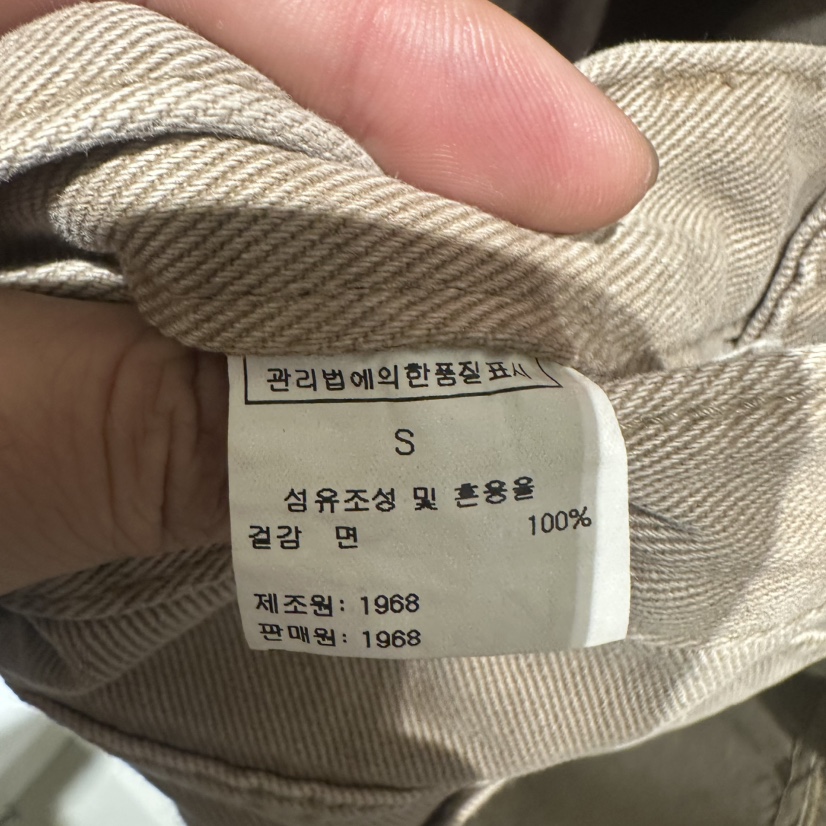 관리법에의한품질표시
S
섬유조성 및 혼용율
겉감 면 100%
제조원: 1968
판매원: 1968